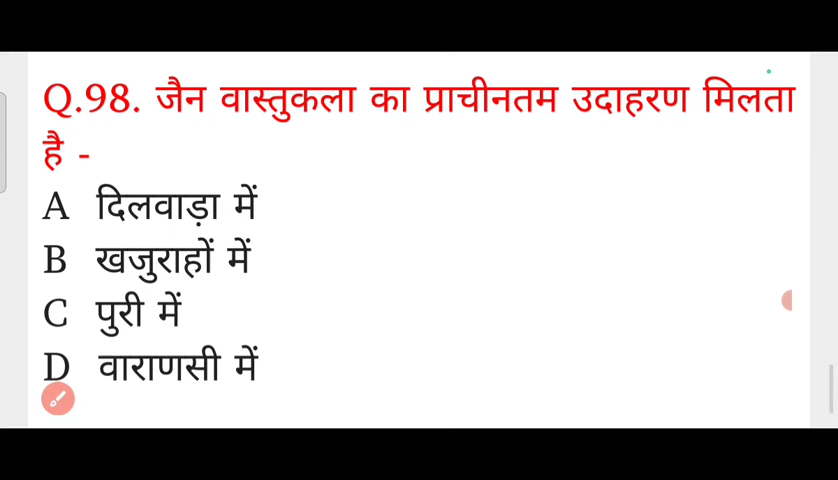 Q.98. जैन वास्तुकला का प्राचीनतम उदाहरण मिलता
है -
A दिलवाड़ा में
B खजुराहों में
C पुरी में
D वाराणसी में